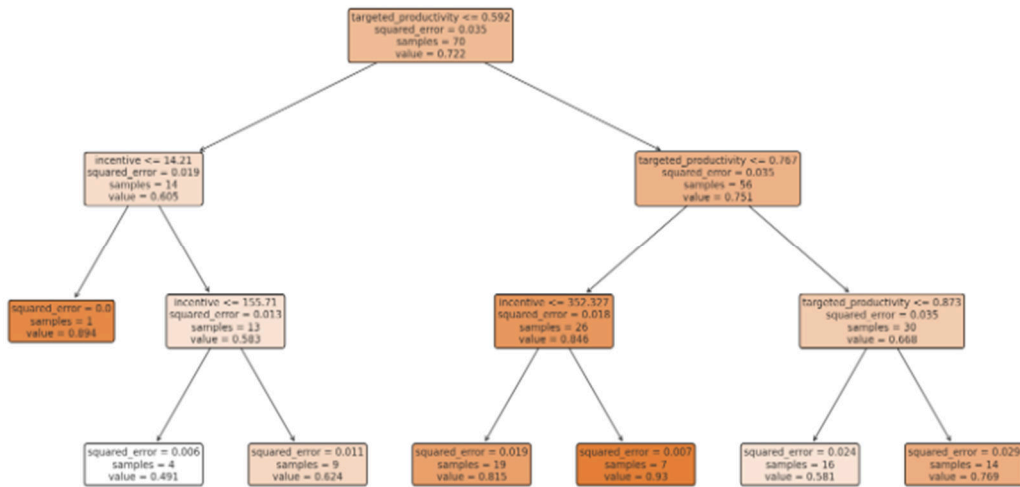 targeted_productivity <= 0.592
squared_error = 0.035
samples = 70
value = 0.722
incentive <= 14.21
squared_error = 0.019
samples = 14
value = 0.605
targeted_productivity <= 0.767
squared_error = 0.035
samples = 56
value = 0.751
squared_error = 0.0
samples = 1
value = 0.894
incentive <= 155.71
squared_error = 0.013
samples = 13
value = 0.583
incentive <= 352.327
squared_error = 0.018
samples = 26
value = 0.846
targeted_productivity <= 0.873
squared_error = 0.035
samples = 30
value = 0.668
squared_error = 0.006
samples = 4
value = 0.491
squared_error = 0.011
samples = 9
value = 0.624
squared_error = 0.019
samples = 19
value = 0.815
squared_error = 0.007
samples = 7
value = 0.93
squared_error = 0.024
samples = 16
value = 0.581
squared_error = 0.029
samples = 14
value = 0.769